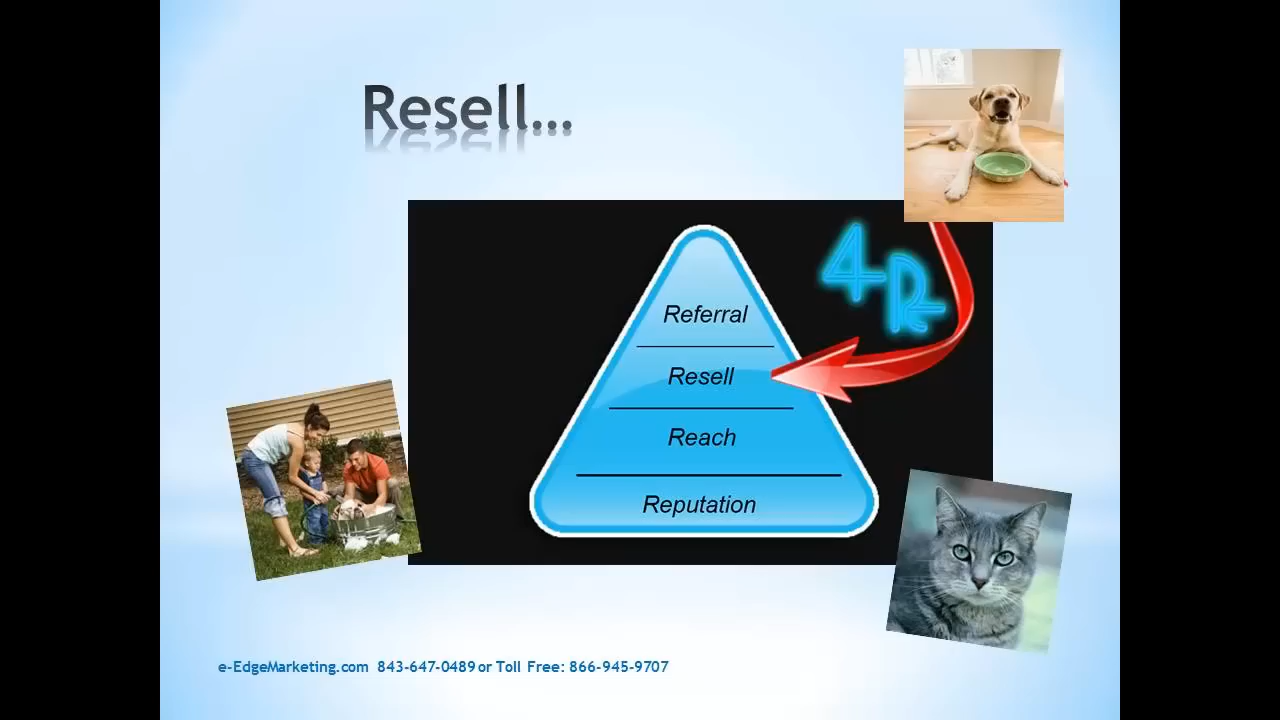 Resell...
4R
Referral
Resell
Reach
Reputation
e-EdgeMarketing.com 843-647-0489 or Toll Free: 866-945-9707